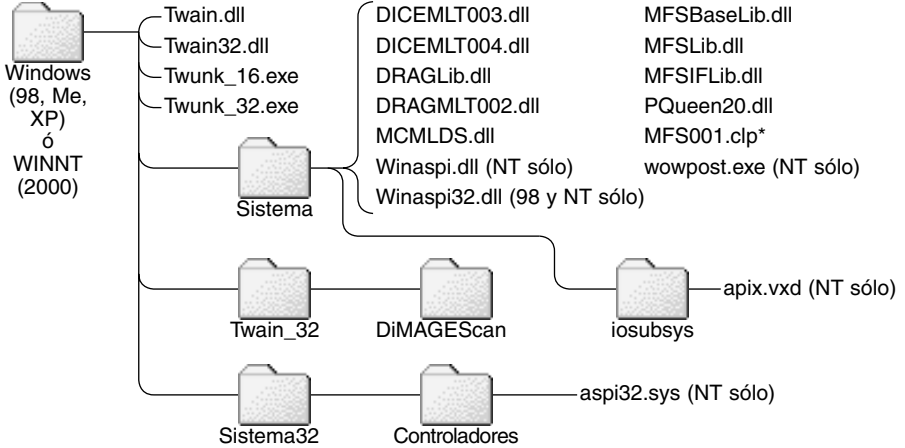 Windows
(98, Me,
XP)
ó
WINNT
(2000)
Twain.dll
Twain32.dll
Twunk_16.exe
Twunk_32.exe
Sistema
DICEMLT003.dll
DICEMLT004.dll
DRAGLib.dll
DRAGMLT002.dll
MCMLDS.dll
Winaspi.dll (NT sólo)
Winaspi32.dll (98 y NT sólo)
MFSBaseLib.dll
MFSLib.dll
MFSIFLib.dll
PQueen20.dll
MFS001.clp*
wowpost.exe (NT sólo)
iosubsys
apix.vxd (NT sólo)
Twain_32
DiMAGEScan
Sistema32
Controladores
aspi32.sys (NT sólo)